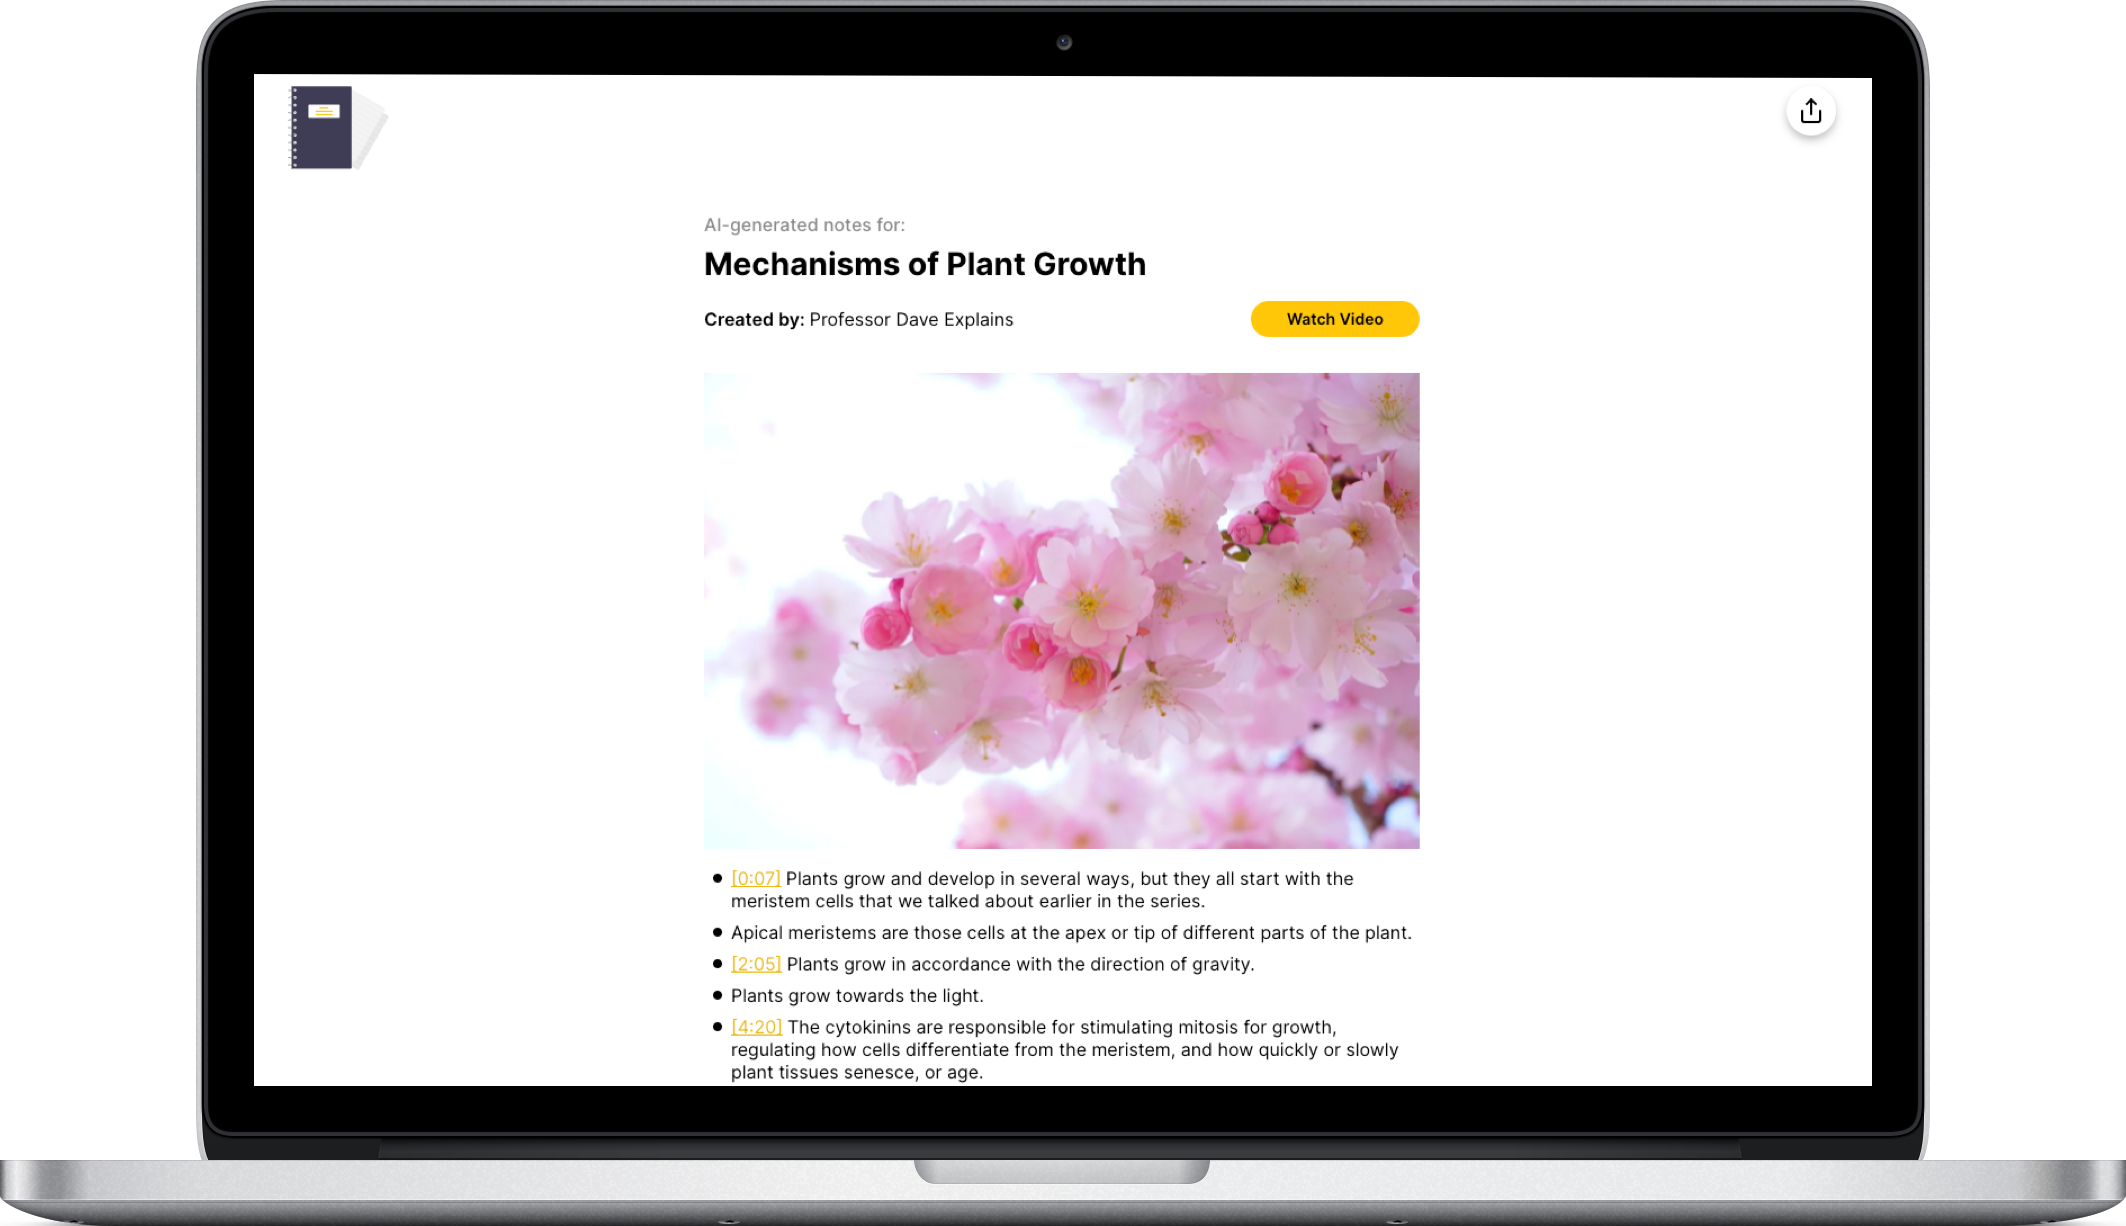 AI-generated notes for:
Mechanisms of Plant Growth
Created by: Professor Dave Explains
Watch Video
[0:07] Plants grow and develop in several ways, but they all start with the
meristem cells that we talked about earlier in the series.
Apical meristems are those cells at the apex or tip of different parts of the plant.
[2:05] Plants grow in accordance with the direction of gravity.
Plants grow towards the light.
[4:20] The cytokinins are responsible for stimulating mitosis for growth,
regulating how cells differentiate from the meristem, and how quickly or slowly
plant tissues senesce, or age.